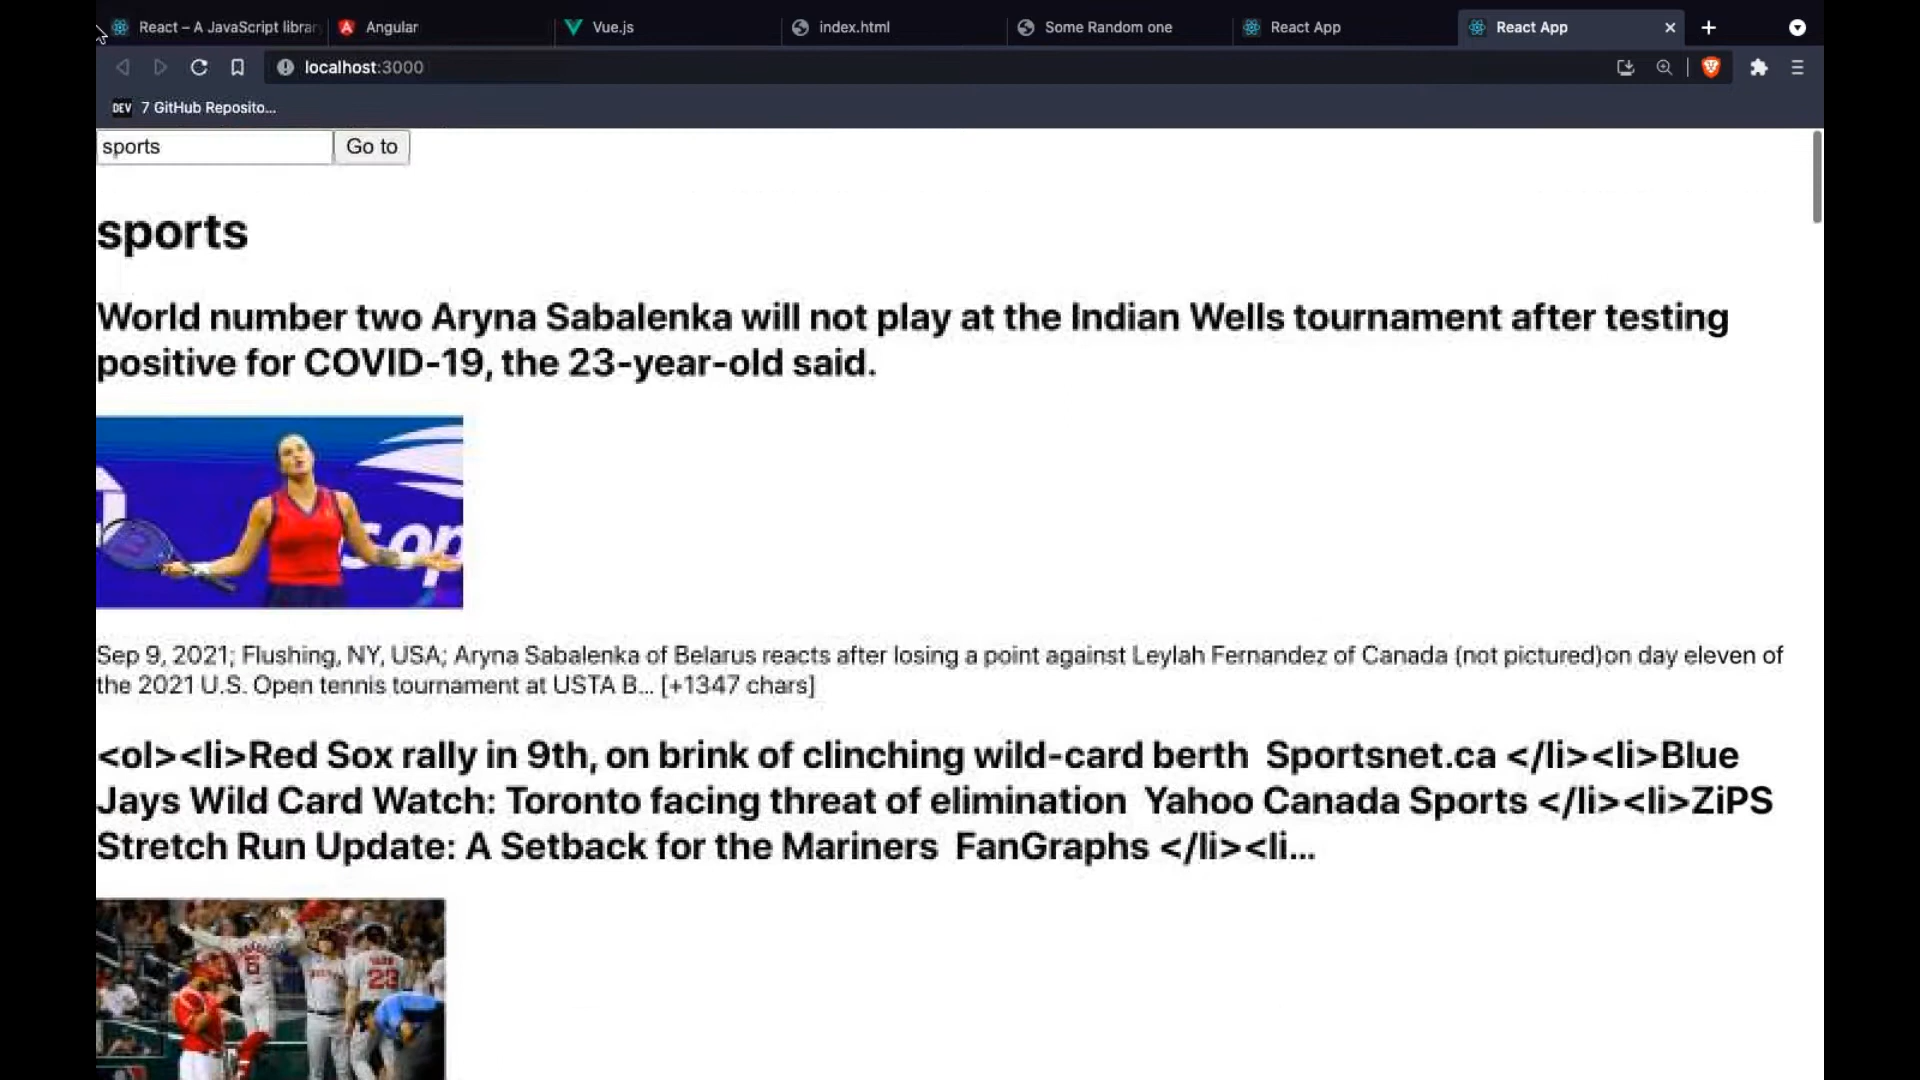 React – A JavaScript librar
Angular
Vue.js
index.html
Some Random one
React App
React App
localhost:3000
DEV 7 GitHub Reposito...
sports
Go to
sports
World number two Aryna Sabalenka will not play at the Indian Wells tournament after testing
positive for COVID-19, the 23-year-old said.
Sep 9, 2021; Flushing, NY, USA; Aryna Sabalenka of Belarus reacts after losing a point against Leylah Fernandez of Canada (not pictured)on day eleven of
the 2021 U.S. Open tennis tournament at USTA B… [+1347 chars]
<ol><li>Red Sox rally in 9th, on brink of clinching wild-card berth  Sportsnet.ca </li><li>Blue
Jays Wild Card Watch: Toronto facing threat of elimination  Yahoo Canada Sports </li><li>ZiPS
Stretch Run Update: A Setback for the Mariners  FanGraphs </li><li…
23